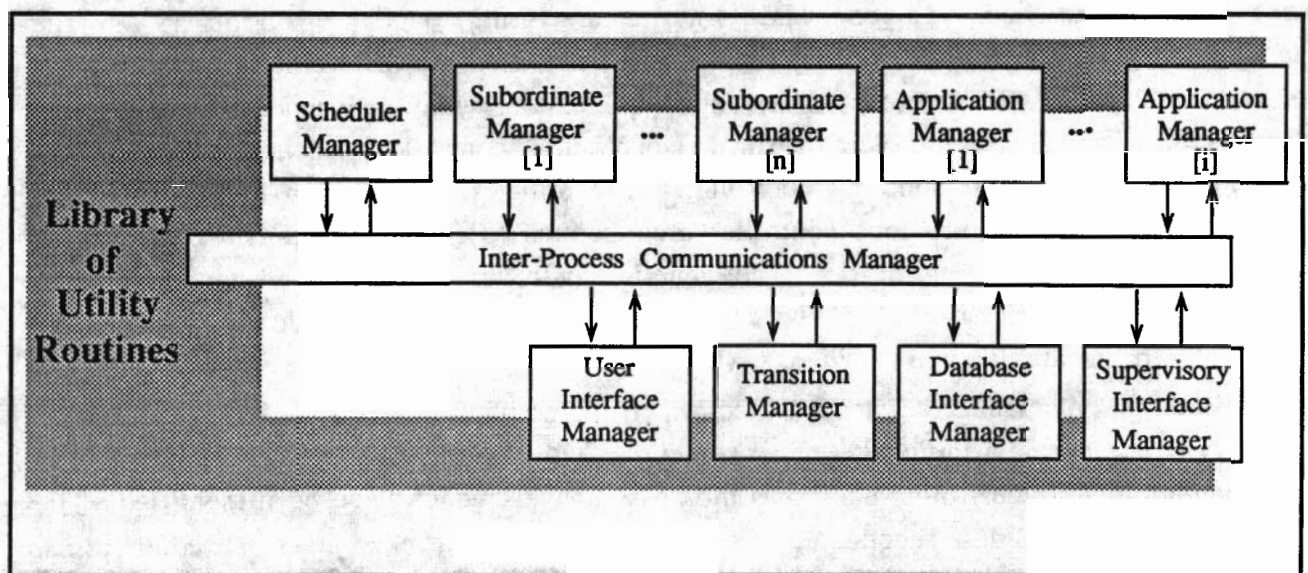 Scheduler
Manager
Subordinate
Manager
[1]
...
Subordinate
Manager
[n]
Application
Manager
[1]
...
Application
Manager
[i]
Library
of
Utility
Routines
Inter-Process Communications Manager
User
Interface
Manager
Transition
Manager
Database
Interface
Manager
Supervisory
Interface
Manager